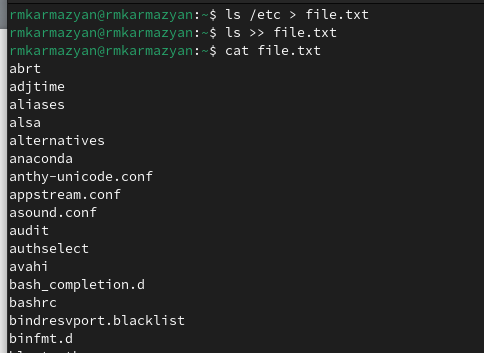 rmkarmazyan@rmkarmazyan:~$ ls /etc > file.txt
rmkarmazyan@rmkarmazyan:~$ ls >> file.txt
rmkarmazyan@rmkarmazyan:~$ cat file.txt
abrt
adjtime
aliases
alsa
alternatives
anaconda
anthy-unicode.conf
appstream.conf
asound.conf
audit
authselect
avahi
bash_completion.d
bashrc
bindresvport.blacklist
binfmt.d